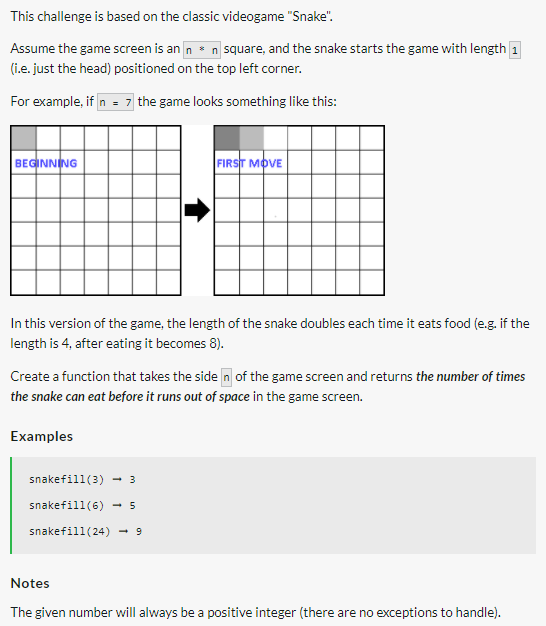 This challenge is based on the classic videogame "Snake".
Assume the game screen is an n * n square, and the snake starts the game with length 1
(i.e. just the head) positioned on the top left corner.
For example, if n = 7 the game looks something like this:
BEGINNING
FIRST MOVE
In this version of the game, the length of the snake doubles each time it eats food (e.g. if the
length is 4, after eating it becomes 8).
Create a function that takes the side n of the game screen and returns the number of times
the snake can eat before it runs out of space in the game screen.
Examples
snakefill(3) → 3
snakefill(6) → 5
snakefill(24) → 9
Notes
The given number will always be a positive integer (there are no exceptions to handle).